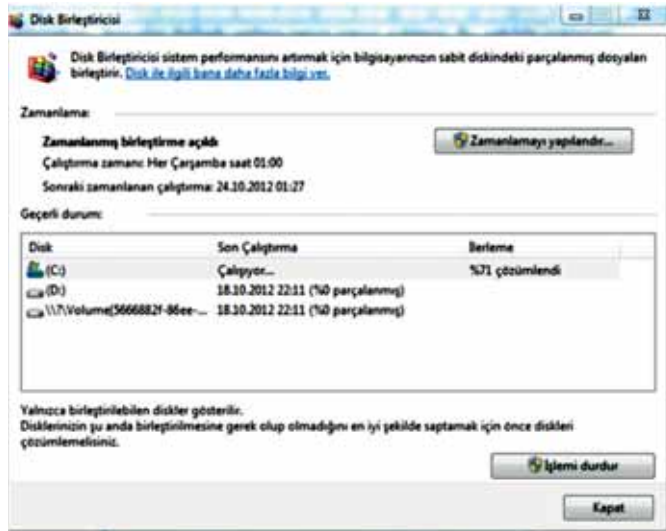 Disk Birleştiricisi
Disk Birleştiricisi sistem performansını artırmak için bilgisayarınızın sabit diskindeki parçalanmış dosyaları
birleştirir. Disk ile ilgili bana daha fazla bilgi ver.
Zamanlama:
Zamanlanmış birleştirme açıldı
Zamanlamayı yapılandır...
Çalıştırma zamanı: Her Çarşamba saat 01:00
Sonraki zamanlanan çalıştırma: 24.10.2012 01:27
Geçerli durum:
Disk Son Çalıştırma İlerleme
(C:) Çalışıyor... %71 çözümlendi
(D:) 18.10.2012 22:11 (%0 parçalanmış)
\\?\Volume{5666882f-86ee-... 18.10.2012 22:11 (%0 parçalanmış)
Yalnızca birleştirilebilen diskler gösterilir.
Disklerinizin şu anda birleştirilmesine gerek olup olmadığını en iyi şekilde saptamak için önce diskleri
çözümlemelisiniz.
İşlemi durdur
Kapat